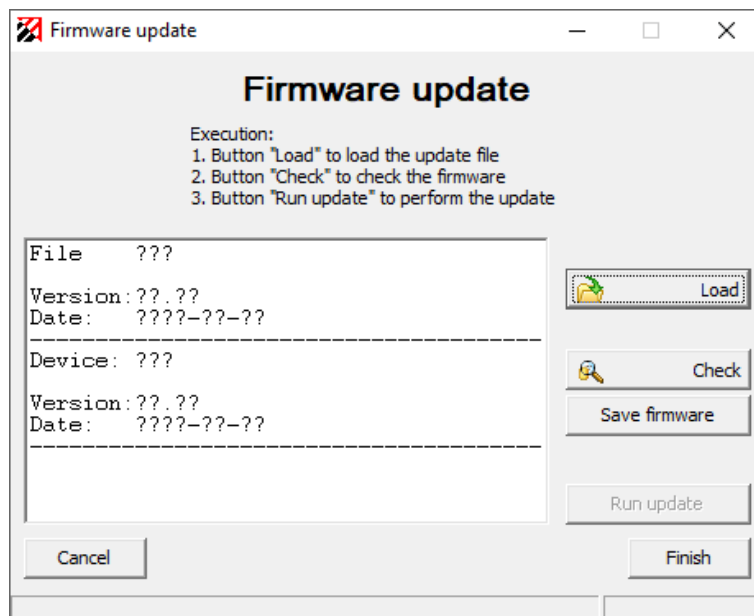 Firmware update
Firmware update
Execution:
1. Button "Load" to load the update file
2. Button "Check" to check the firmware
3. Button "Run update" to perform the update
File ???
Version:??.??
Date: ????-??-??
----------------------------------------
Device: ???
Version:??.??
Date: ????-??-??
----------------------------------------
Load
Check
Save firmware
Run update
Cancel
Finish